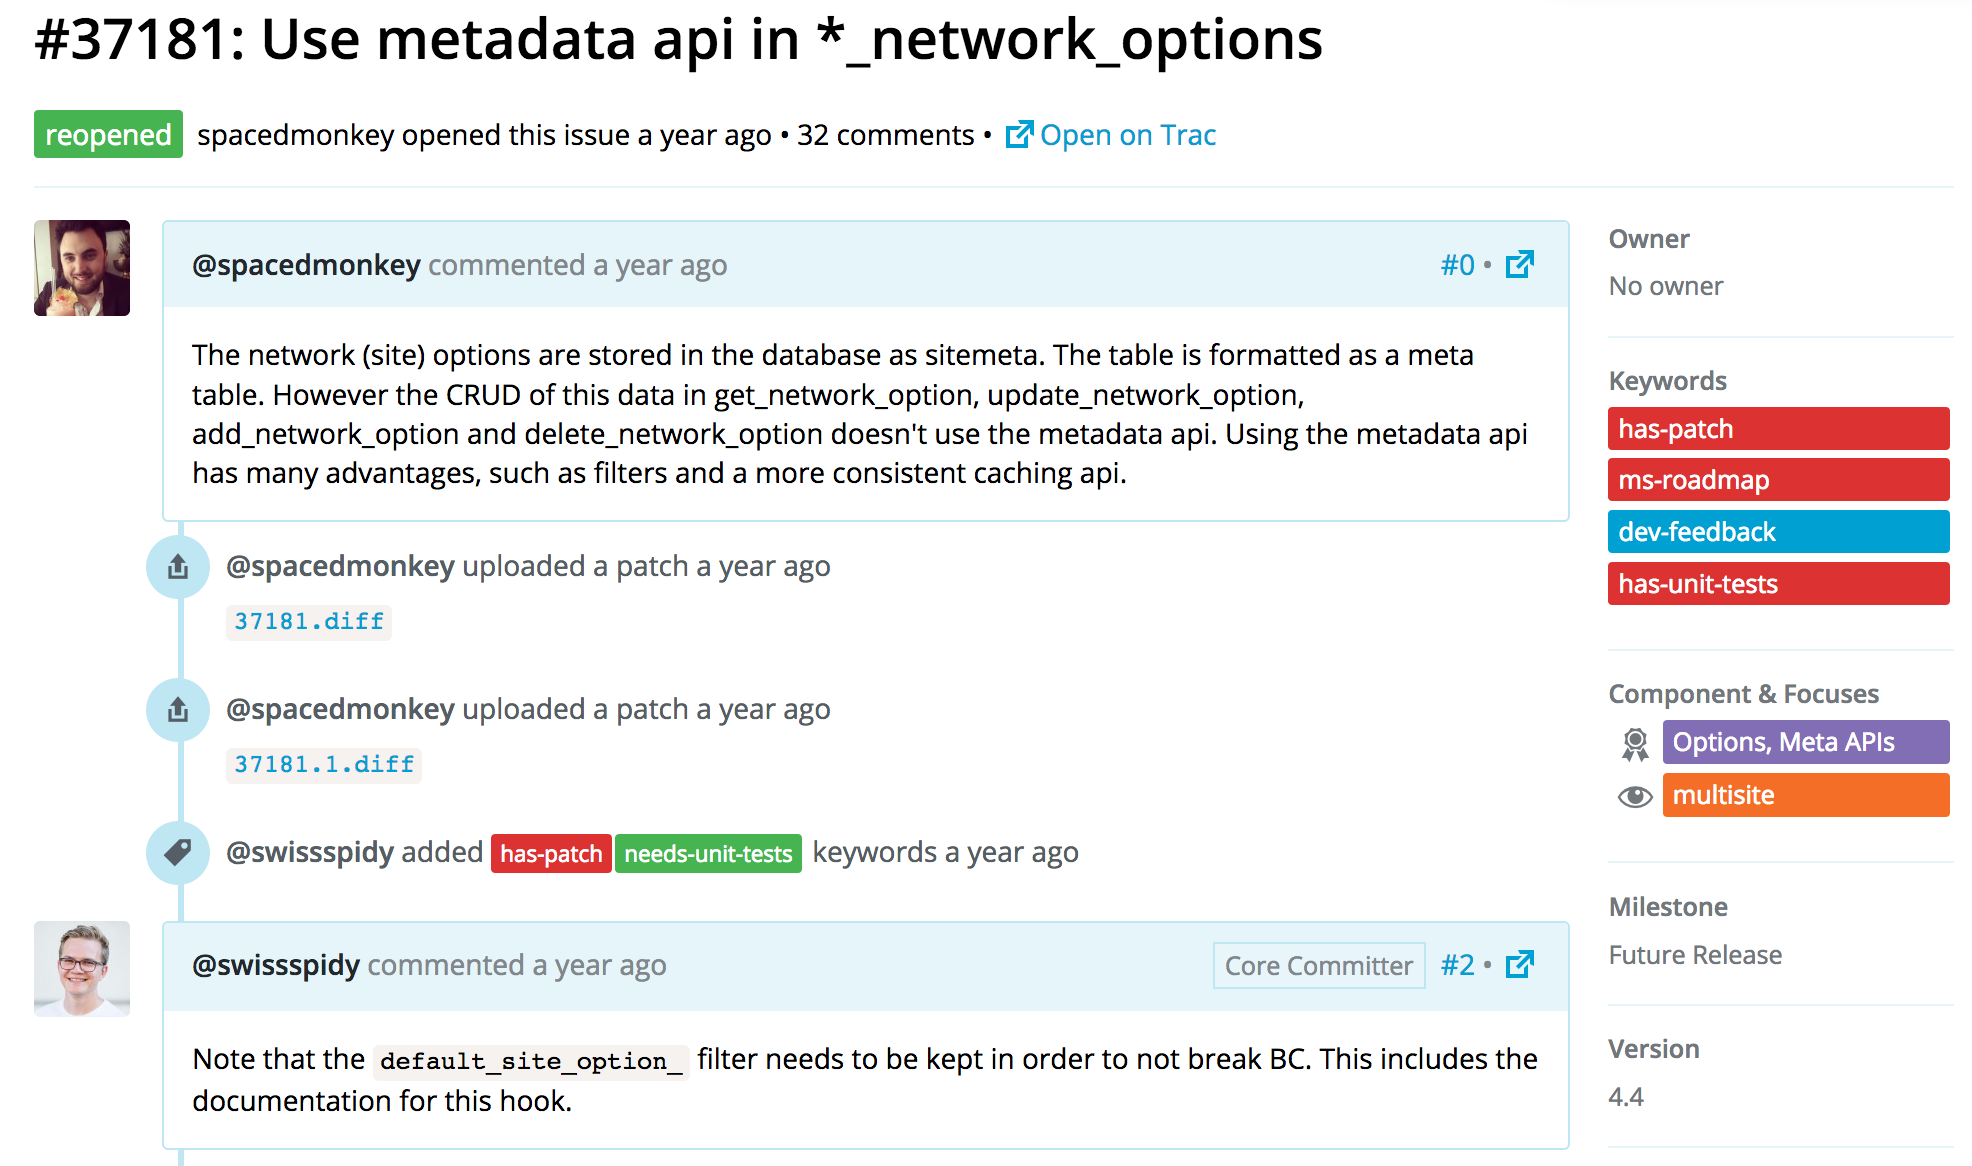 #37181: Use metadata api in *_network_options
reopened spacedmonkey opened this issue a year ago • 32 comments • Open on Trac
@spacedmonkey commented a year ago #0 •
The network (site) options are stored in the database as sitemeta. The table is formatted as a meta
table. However the CRUD of this data in get_network_option, update_network_option,
add_network_option and delete_network_option doesn't use the metadata api. Using the metadata api
has many advantages, such as filters and a more consistent caching api.
@spacedmonkey uploaded a patch a year ago
37181.diff
@spacedmonkey uploaded a patch a year ago
37181.1.diff
@swissspidy added has-patch needs-unit-tests keywords a year ago
@swissspidy commented a year ago Core Committer #2 •
Note that the default_site_option_ filter needs to be kept in order to not break BC. This includes the
documentation for this hook.
Owner
No owner
Keywords
has-patch
ms-roadmap
dev-feedback
has-unit-tests
Component & Focuses
Options, Meta APIs
multisite
Milestone
Future Release
Version
4.4